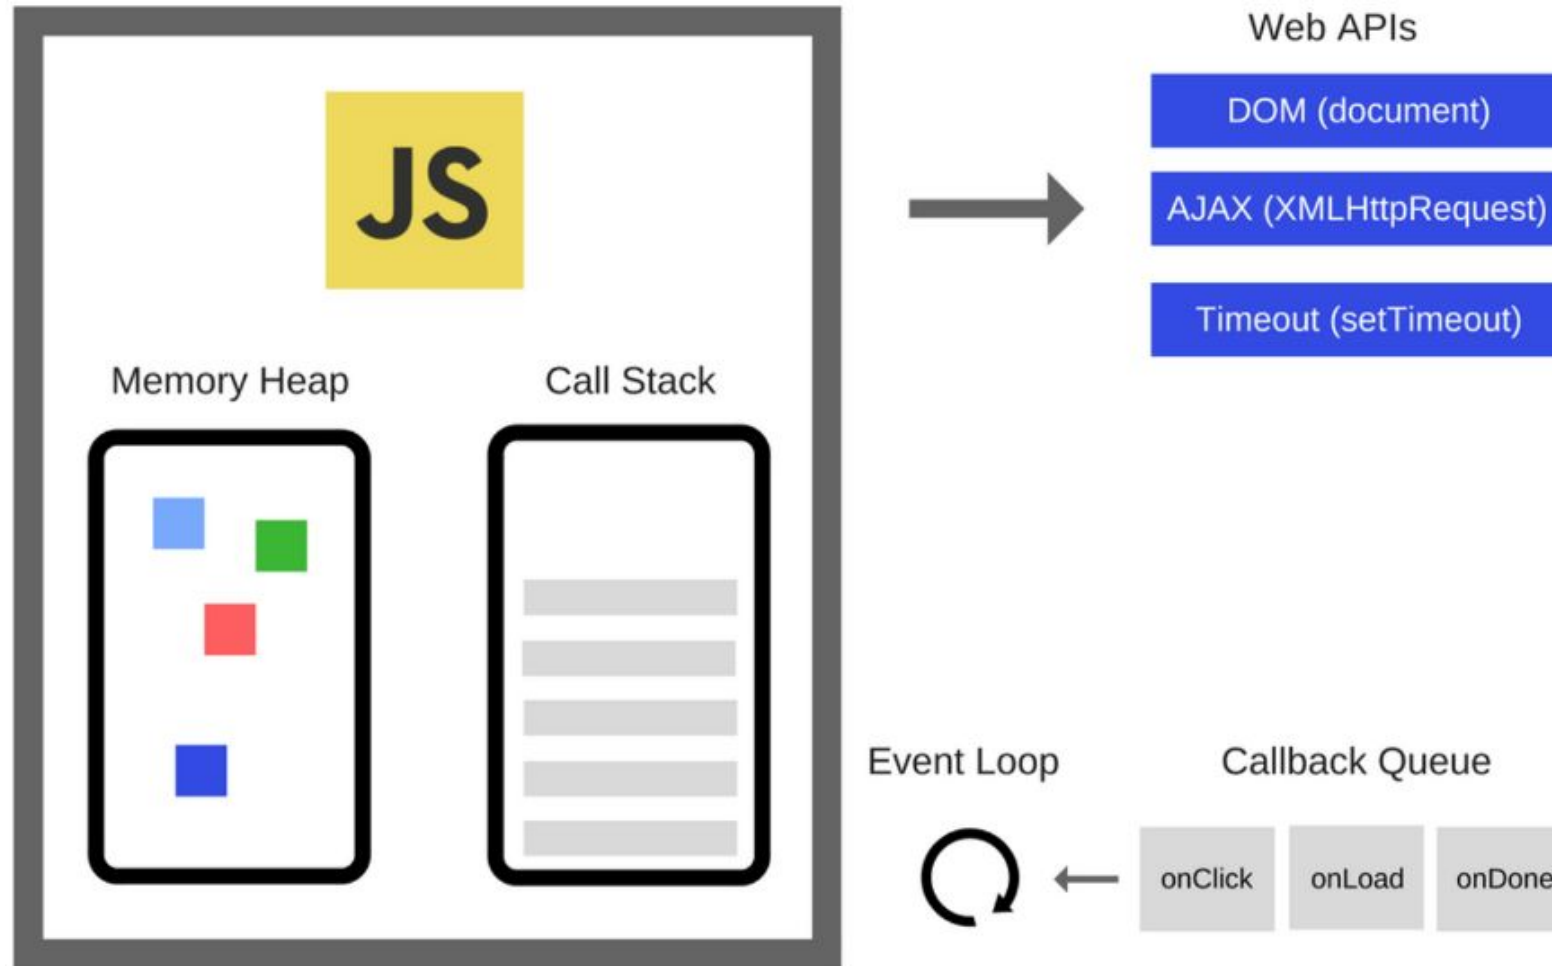 Web APIs
DOM (document)
JS
AJAX (XMLHttpRequest)
Timeout (setTimeout)
Memory Heap
Call Stack
Event Loop
Callback Queue
onClick
onLoad
onDone